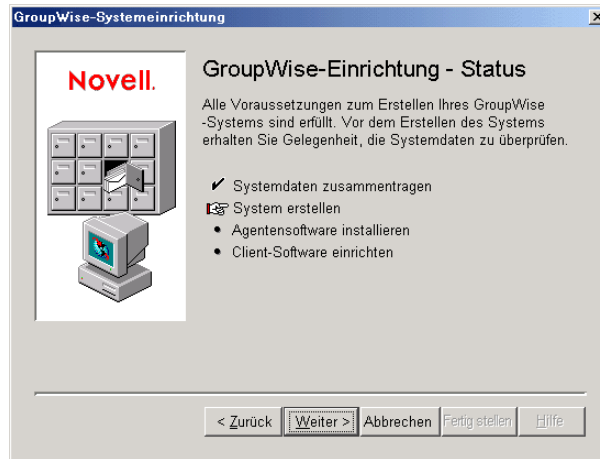 GroupWise-Systemeinrichtung
Novell.
GroupWise-Einrichtung - Status
Alle Voraussetzungen zum Erstellen Ihres GroupWise
-Systems sind erfüllt. Vor dem Erstellen des Systems
erhalten Sie Gelegenheit, die Systemdaten zu überprüfen.
Systemdaten zusammentragen
System erstellen
Agentensoftware installieren
Client-Software einrichten
< Zurück Weiter > Abbrechen Fertig stellen Hilfe